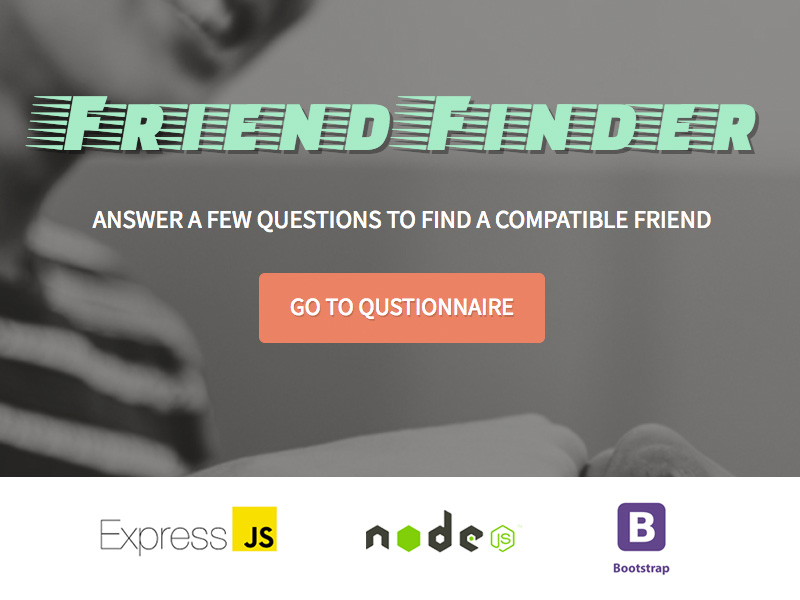 FRIEND FINDER
ANSWER A FEW QUESTIONS TO FIND A COMPATIBLE FRIEND
GO TO QUSTIONNAIRE
Express JS
node JS
B
Bootstrap